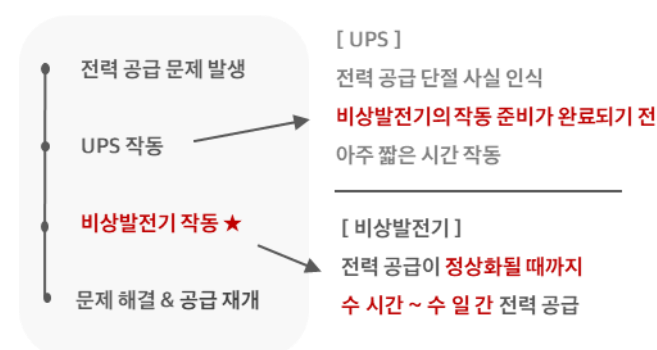 전력 공급 문제 발생
UPS 작동
비상발전기 작동 ★
문제 해결 & 공급 재개
[ UPS ]
전력 공급 단절 사실 인식
비상발전기의 작동 준비가 완료되기 전
아주 짧은 시간 작동
[ 비상발전기 ]
전력 공급이 정상화될 때까지
수 시간 ~ 수 일 간 전력 공급